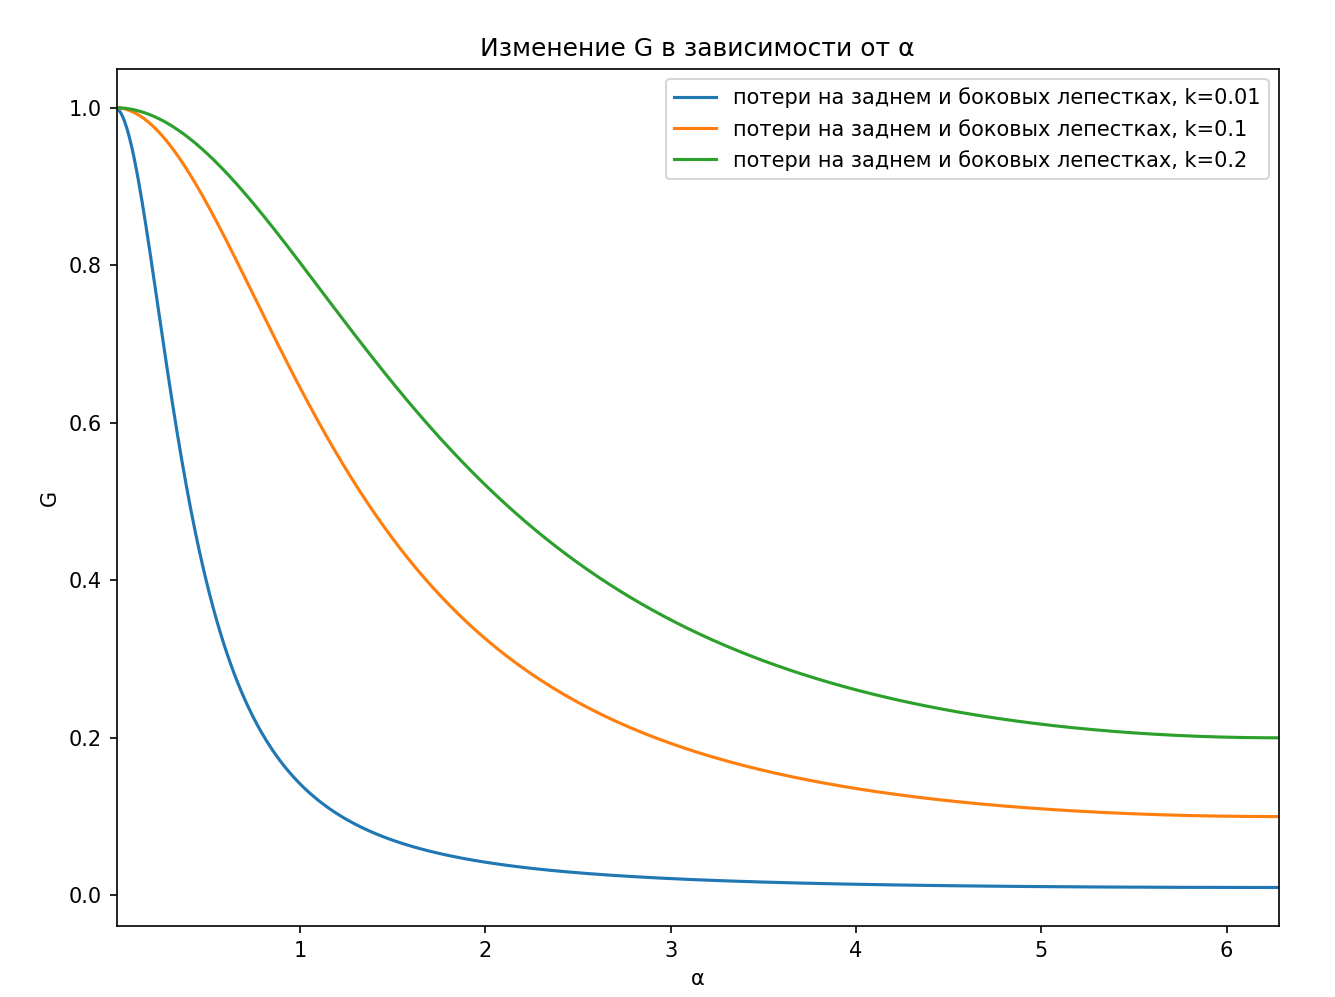 Изменение G в зависимости от α
потери на заднем и боковых лепестках, k=0.01
потери на заднем и боковых лепестках, k=0.1
потери на заднем и боковых лепестках, k=0.2
1.0
0.8
0.6
0.4
0.2
0.0
G
1 2 3 4 5 6
α